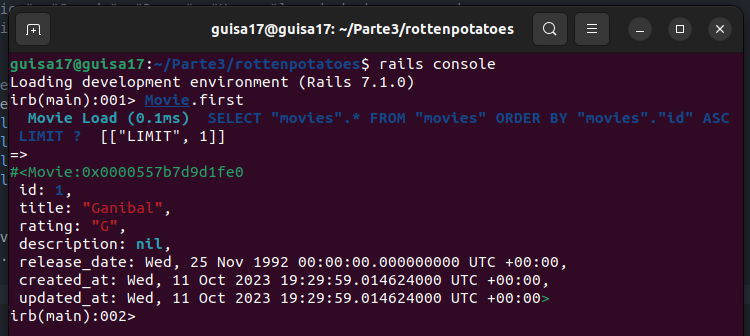 guisa17@guisa17: ~/Parte3/rottenpotatoes
guisa17@guisa17:~/Parte3/rottenpotatoes$ rails console
Loading development environment (Rails 7.1.0)
irb(main):001> Movie.first
  Movie Load (0.1ms)  SELECT "movies".* FROM "movies" ORDER BY "movies"."id" ASC
 LIMIT ?  [["LIMIT", 1]]
=>
#<Movie:0x0000557b7d9d1fe0
 id: 1,
 title: "Ganibal",
 rating: "G",
 description: nil,
 release_date: Wed, 25 Nov 1992 00:00:00.000000000 UTC +00:00,
 created_at: Wed, 11 Oct 2023 19:29:59.014624000 UTC +00:00,
 updated_at: Wed, 11 Oct 2023 19:29:59.014624000 UTC +00:00>
irb(main):002>